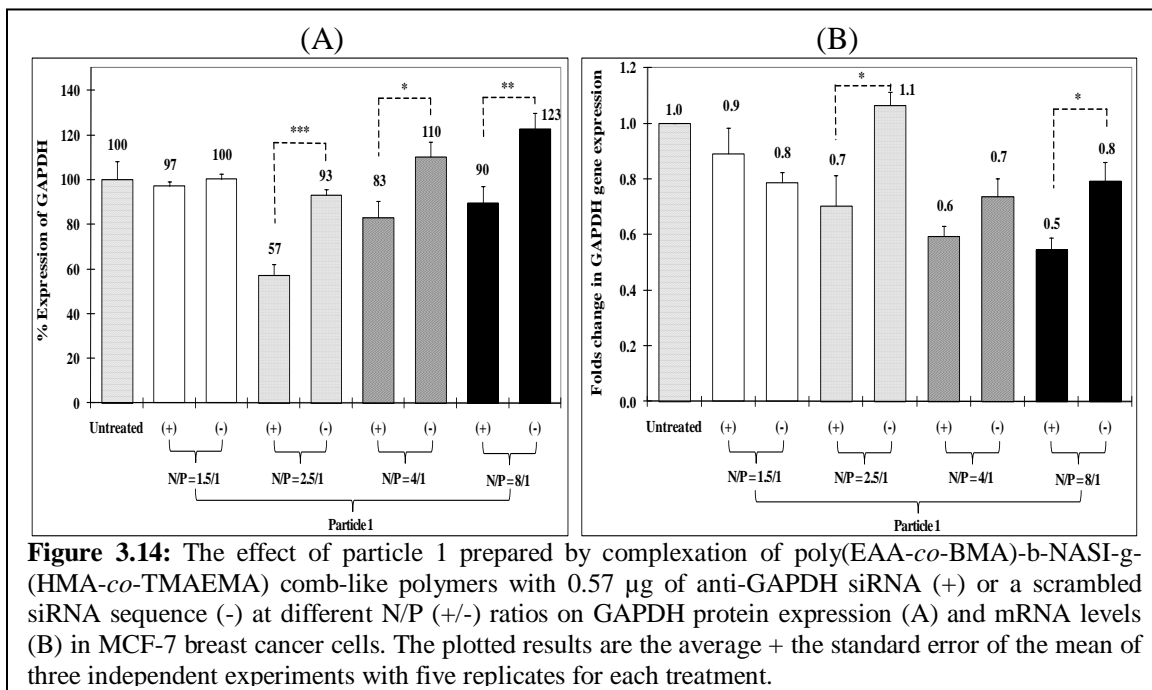 (A)
(B)
% Expression of GAPDH
140
120
100
80
60
40
20
0
100
97
100
57
93
83
110
90
123
***
*
**
Untreated (+) (-) (+) (-) (+) (-) (+) (-)
N/P=1.5/1 N/P=2.5/1 N/P=4/1 N/P=8/1
Particle 1
Folds change in GAPDH gene expression
1.2
1.0
0.8
0.6
0.4
0.2
0.0
1.0
0.9
0.8
0.7
1.1
0.6
0.7
0.5
0.8
*
*
Untreated (+) (-) (+) (-) (+) (-) (+) (-)
N/P=1.5/1 N/P=2.5/1 N/P=4/1 N/P=8/1
Particle 1
Figure 3.14: The effect of particle 1 prepared by complexation of poly(EAA-co-BMA)-b-NASI-g-
(HMA-co-TMAEMA) comb-like polymers with 0.57 µg of anti-GAPDH siRNA (+) or a scrambled
siRNA sequence (-) at different N/P (+/-) ratios on GAPDH protein expression (A) and mRNA levels
(B) in MCF-7 breast cancer cells. The plotted results are the average + the standard error of the mean of
three independent experiments with five replicates for each treatment.